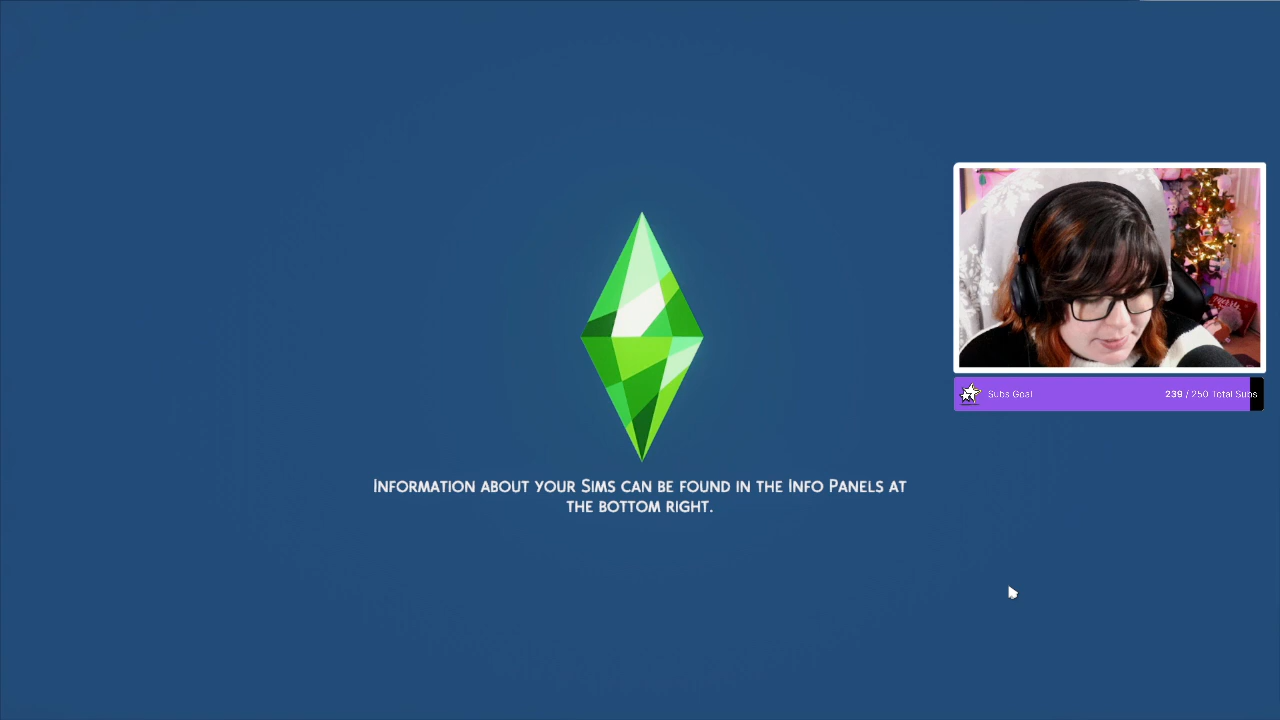 INFORMATION ABOUT YOUR SIMS CAN BE FOUND IN THE INFO PANELS AT
THE BOTTOM RIGHT.
Subs Goal
239 / 250 Total Subs